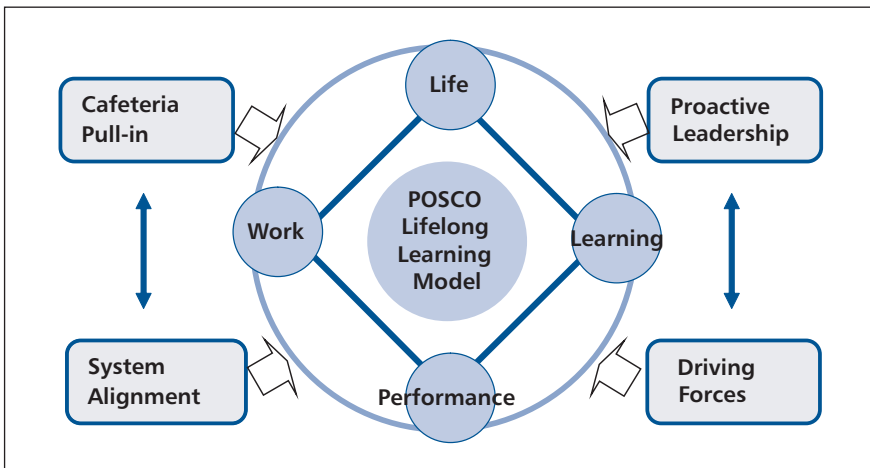 Life
Cafeteria
Pull-in
Proactive
Leadership
POSCO
Lifelong
Learning
Model
Work
Learning
System
Alignment
Performance
Driving
Forces